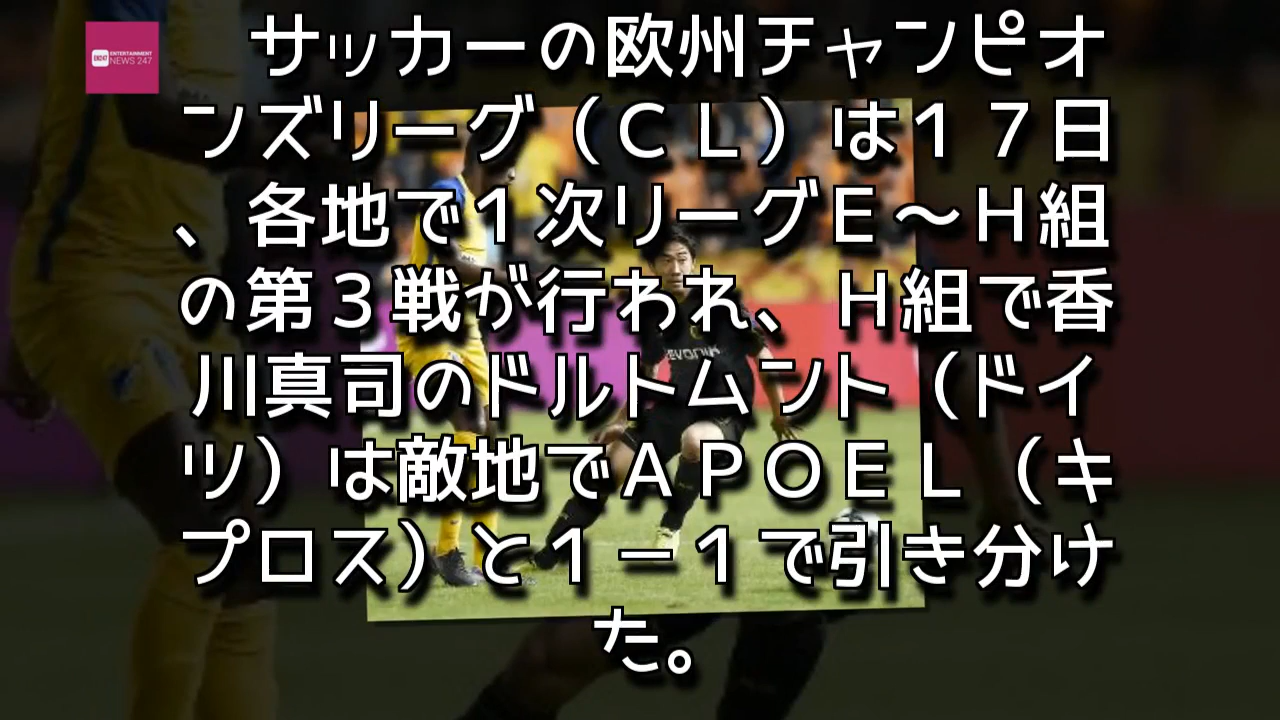 ENTERTAINMENT
NEWS 247
サッカーの欧州チャンピオ
ンズリーグ（ＣＬ）は１７日
、各地で１次リーグＥ～Ｈ組
の第３戦が行われ、Ｈ組で香
川真司のドルトムント（ドイ
ツ）は敵地でＡＰＯＥＬ（キ
プロス）と１－１で引き分け
た。
EVONIK